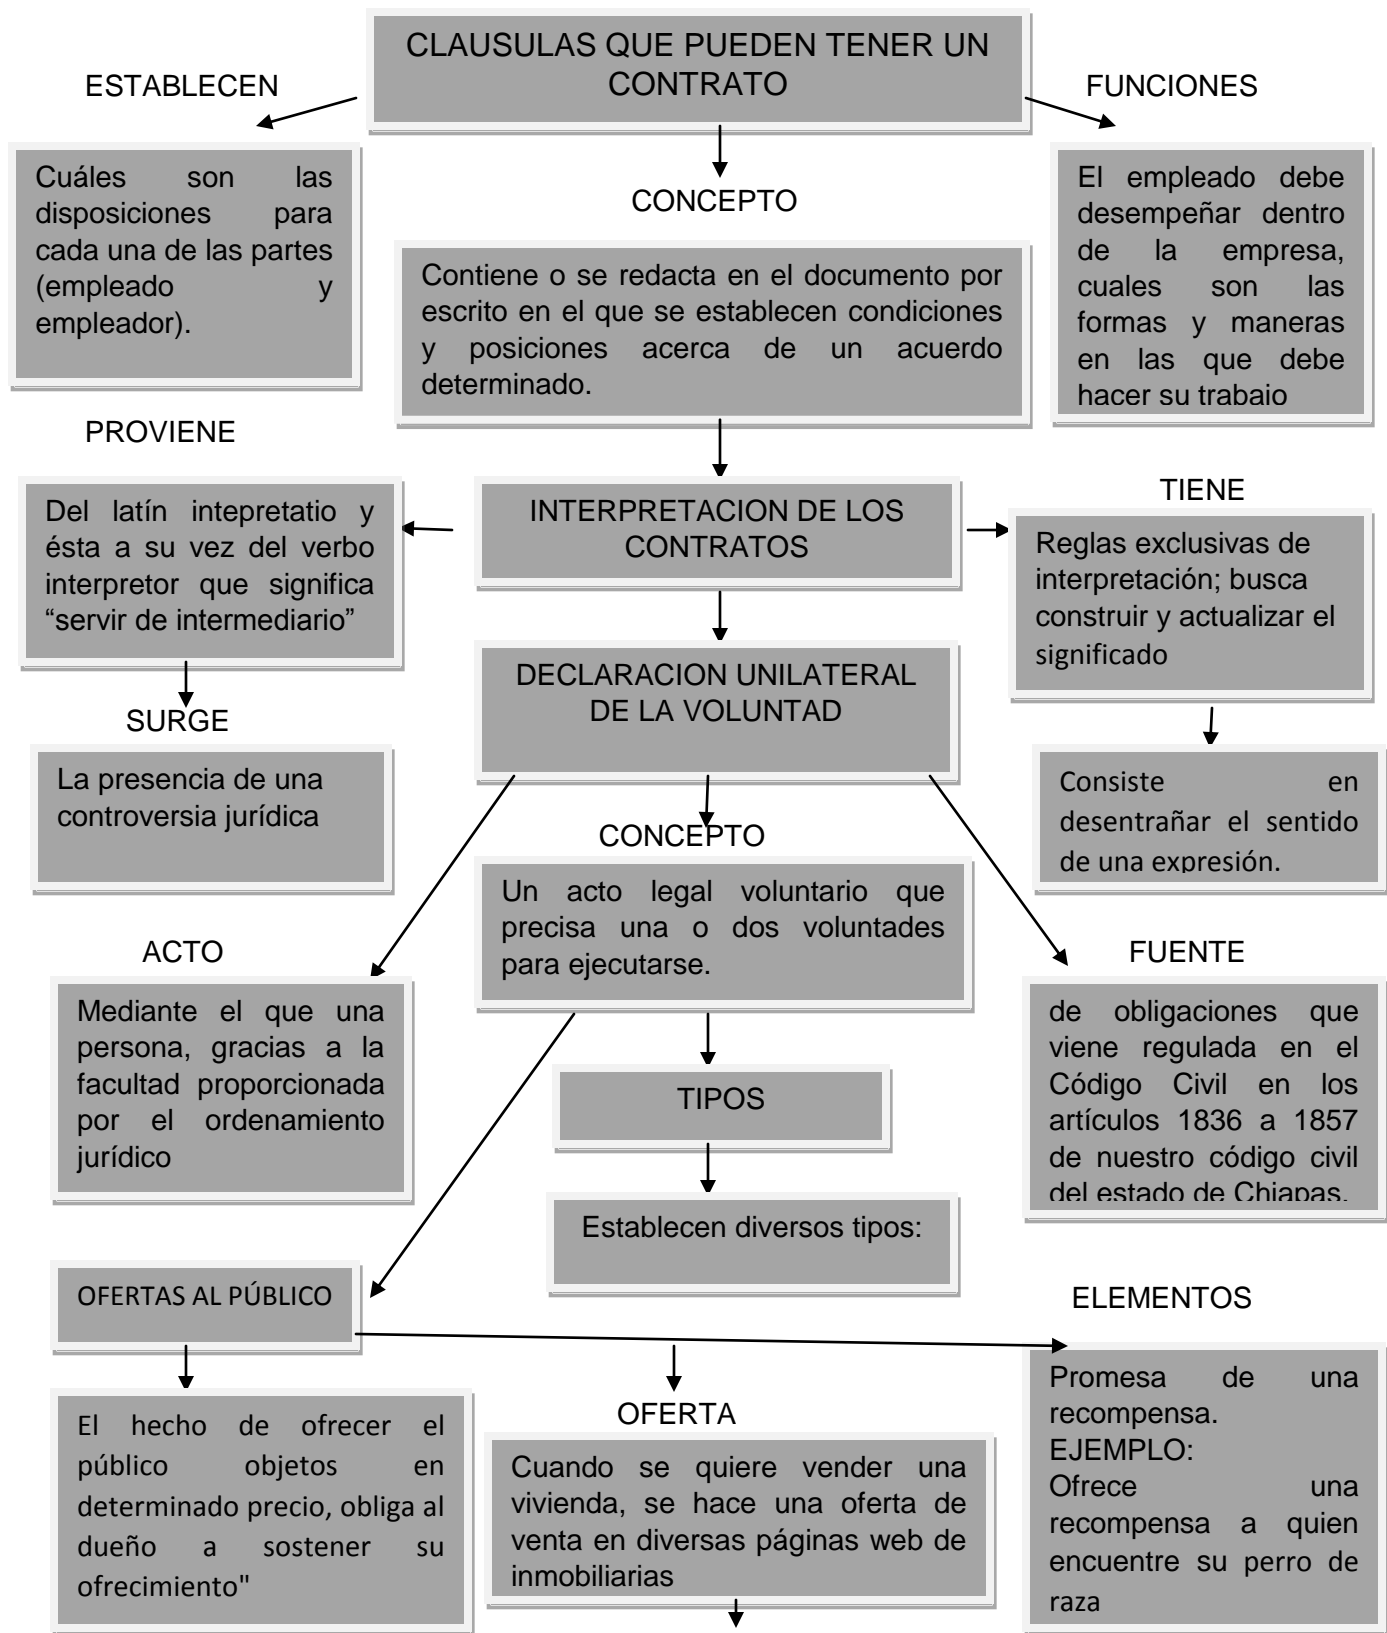 CLAUSULAS QUE PUEDEN TENER UN
CONTRATO
ESTABLECEN
FUNCIONES
Cuáles son las
disposiciones para
cada una de las partes
(empleado y
empleador).
CONCEPTO
Contiene o se redacta en el documento por
escrito en el que se establecen condiciones
y posiciones acerca de un acuerdo
determinado.
El empleado debe
desempeñar dentro
de la empresa,
cuales son las
formas y maneras
en las que debe
hacer su trabajo
PROVIENE
Del latín intepretatio y
ésta a su vez del verbo
interpretor que significa
“servir de intermediario”
INTERPRETACION DE LOS
CONTRATOS
TIENE
Reglas exclusivas de
interpretación; busca
construir y actualizar el
significado
SURGE
La presencia de una
controversia jurídica
DECLARACION UNILATERAL
DE LA VOLUNTAD
Consiste en
desentrañar el sentido
de una expresión.
CONCEPTO
Un acto legal voluntario que
precisa una o dos voluntades
para ejecutarse.
ACTO
Mediante el que una
persona, gracias a la
facultad proporcionada
por el ordenamiento
jurídico
FUENTE
de obligaciones que
viene regulada en el
Código Civil en los
artículos 1836 a 1857
de nuestro código civil
del estado de Chiapas.
TIPOS
Establecen diversos tipos:
OFERTAS AL PÚBLICO
ELEMENTOS
El hecho de ofrecer el
público objetos en
determinado precio, obliga al
dueño a sostener su
ofrecimiento"
OFERTA
Cuando se quiere vender una
vivienda, se hace una oferta de
venta en diversas páginas web de
inmobiliarias
Promesa de una
recompensa.
EJEMPLO:
Ofrece una
recompensa a quien
encuentre su perro de
raza